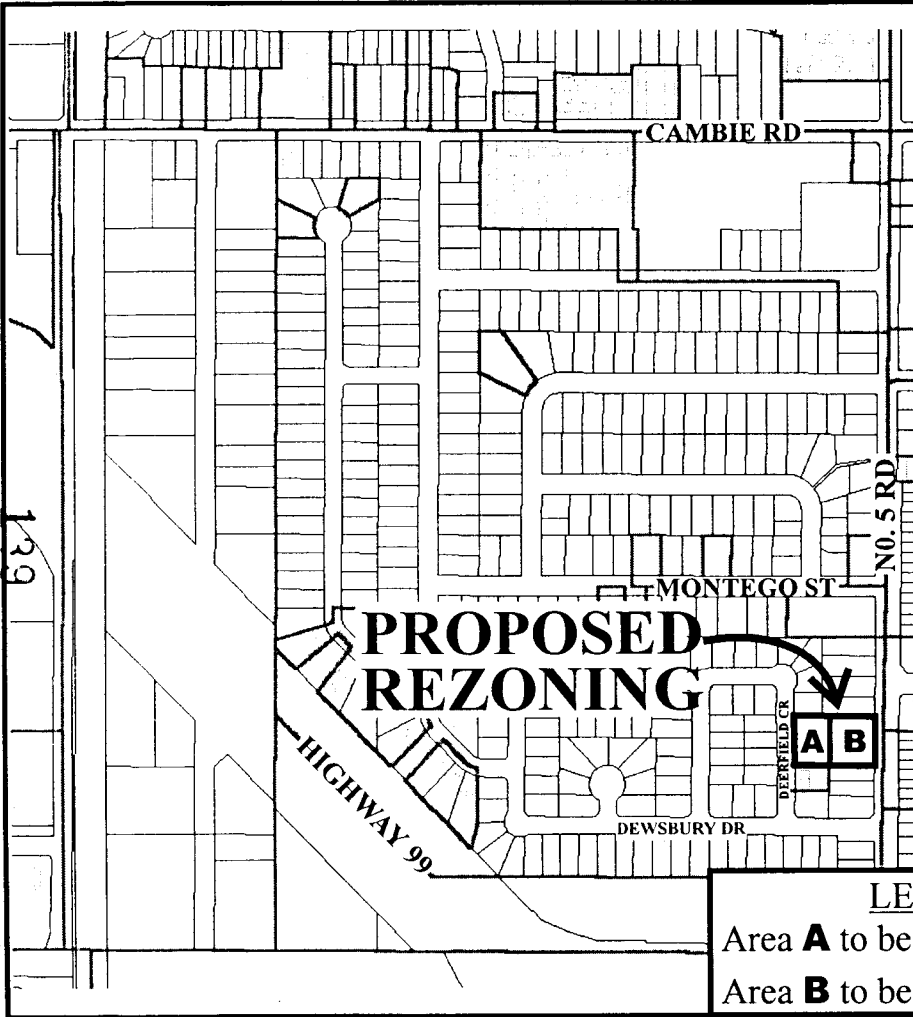 CAMBIE RD
NO. 5 RD
139
MONTEGO ST
PROPOSED
REZONING
DEERFIELD CR
A B
HIGHWAY 99
DEWSBURY DR
LE
Area A to be
Area B to be